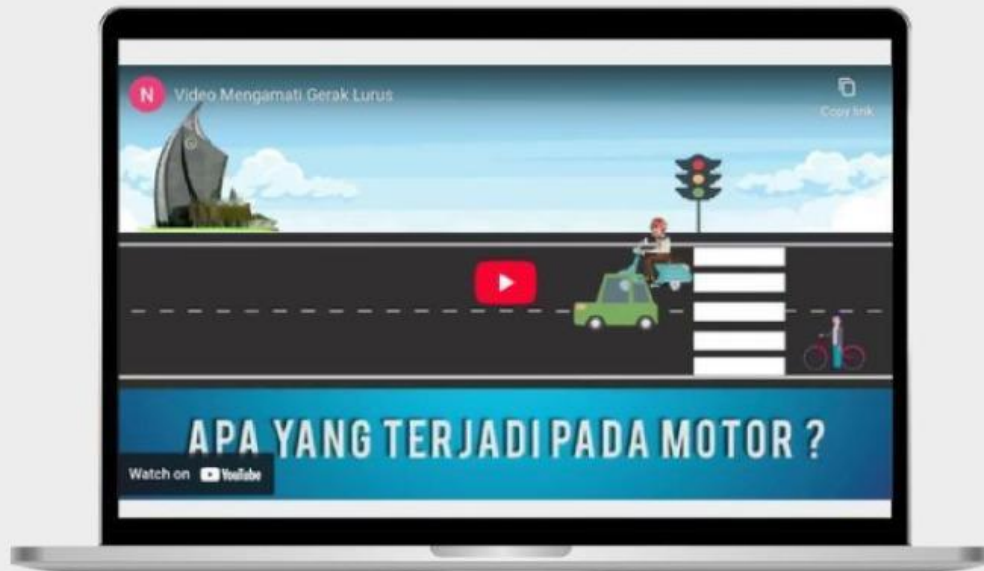 N
Video Mengamati Gerak Lurus
Copy link
APA YANG TERJADI PADA MOTOR ?
Watch on YouTube